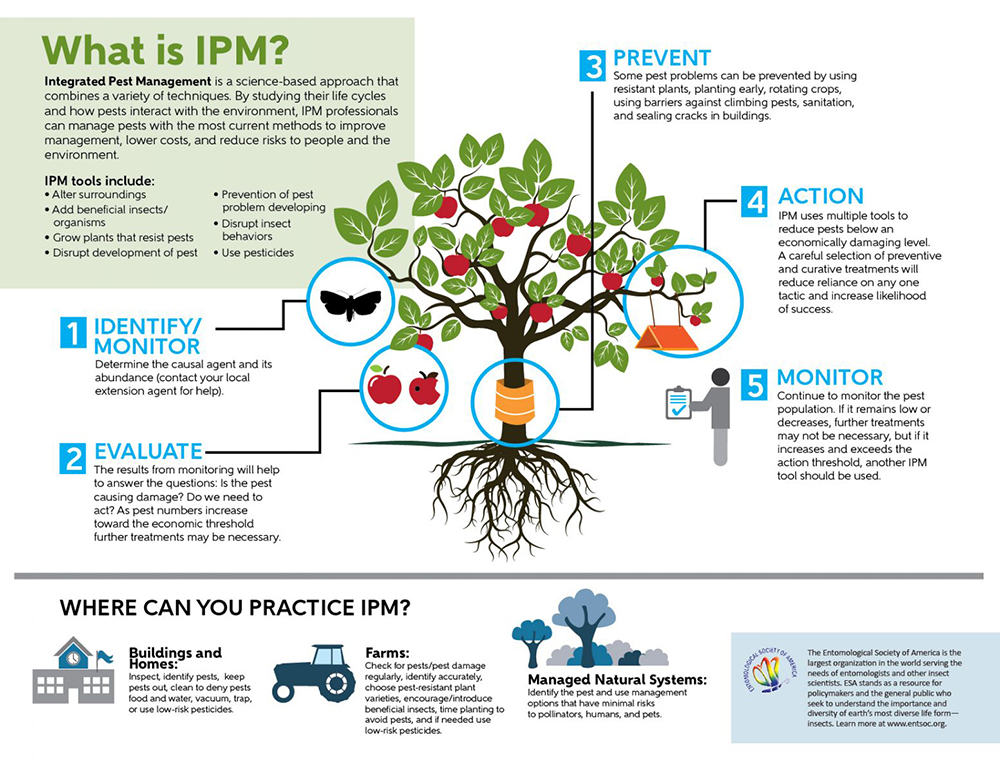 What is IPM?
Integrated Pest Management is a science-based approach that
combines a variety of techniques. By studying their life cycles
and how pests interact with the environment, IPM professionals
can manage pests with the most current methods to improve
management, lower costs, and reduce risks to people and the
environment.
IPM tools include:
• Alter surroundings
• Add beneficial insects/
organisms
• Grow plants that resist pests
• Disrupt development of pest
• Prevention of pest
problem developing
• Disrupt insect
behaviors
• Use pesticides
1 IDENTIFY/
MONITOR
Determine the causal agent and its
abundance (contact your local
extension agent for help).
2 EVALUATE
The results from monitoring will help
to answer the questions: Is the pest
causing damage? Do we need to
act? As pest numbers increase
toward the economic threshold
further treatments may be necessary.
3 PREVENT
Some pest problems can be prevented by using
resistant plants, planting early, rotating crops,
using barriers against climbing pests, sanitation,
and sealing cracks in buildings.
4 ACTION
IPM uses multiple tools to
reduce pests below an
economically damaging level.
A careful selection of preventive
and curative treatments will
reduce reliance on any one
tactic and increase likelihood
of success.
5 MONITOR
Continue to monitor the pest
population. If it remains low or
decreases, further treatments
may not be necessary, but if it
increases and exceeds the
action threshold, another IPM
tool should be used.
WHERE CAN YOU PRACTICE IPM?
Buildings and
Homes:
Inspect, identify pests, keep
pests out, clean to deny pests
food and water, vacuum, trap,
or use low-risk pesticides.
Farms:
Check for pests/pest damage
regularly, identify accurately,
choose pest-resistant plant
varieties, encourage/introduce
beneficial insects, time planting to
avoid pests, and if needed use
low-risk pesticides.
Managed Natural Systems:
Identify the pest and use management
options that have minimal risks
to pollinators, humans, and pets.
ENTOMOLOGICAL SOCIETY OF AMERICA
The Entomological Society of America is the
largest organization in the world serving the
needs of entomologists and other insect
scientists. ESA stands as a resource for
policymakers and the general public who
seek to understand the importance and
diversity of earth's most diverse life form—
insects. Learn more at www.entsoc.org.